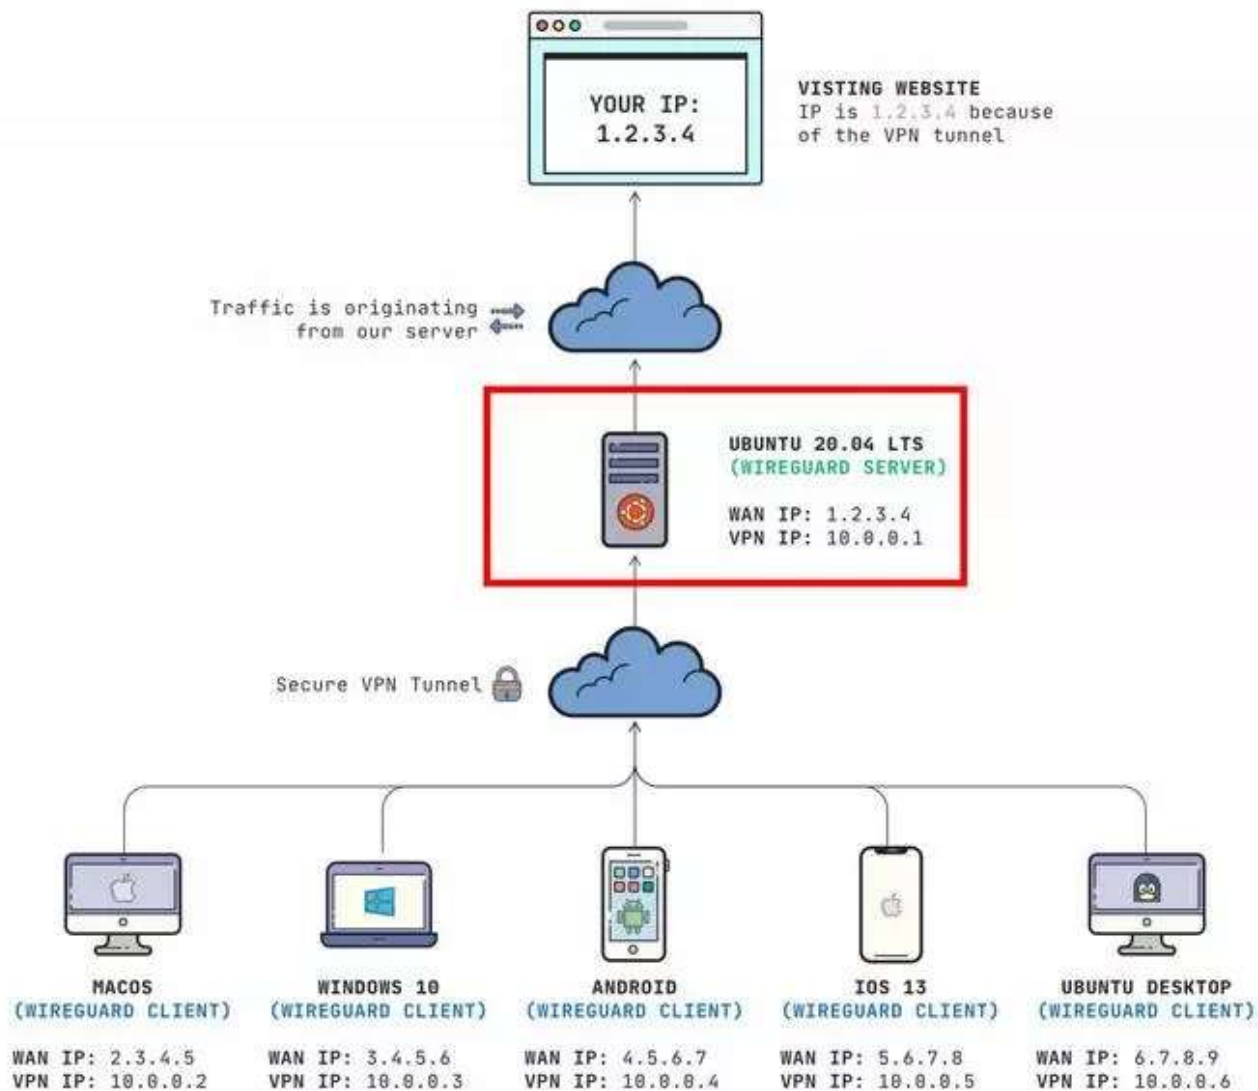 YOUR IP:
1.2.3.4
VISTING WEBSITE
IP is 1.2.3.4 because
of the VPN tunnel
Traffic is originating
from our server
UBUNTU 20.04 LTS
(WIREGUARD SERVER)
WAN IP: 1.2.3.4
VPN IP: 10.0.0.1
Secure VPN Tunnel
MACOS
(WIREGUARD CLIENT)
WAN IP: 2.3.4.5
VPN IP: 10.0.0.2
WINDOWS 10
(WIREGUARD CLIENT)
WAN IP: 3.4.5.6
VPN IP: 10.0.0.3
ANDROID
(WIREGUARD CLIENT)
WAN IP: 4.5.6.7
VPN IP: 10.0.0.4
IOS 13
(WIREGUARD CLIENT)
WAN IP: 5.6.7.8
VPN IP: 10.0.0.5
UBUNTU DESKTOP
(WIREGUARD CLIENT)
WAN IP: 6.7.8.9
VPN IP: 10.0.0.6